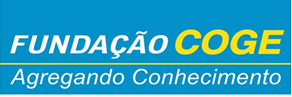 FUNDAÇÃO COGE
Agregando Conhecimento